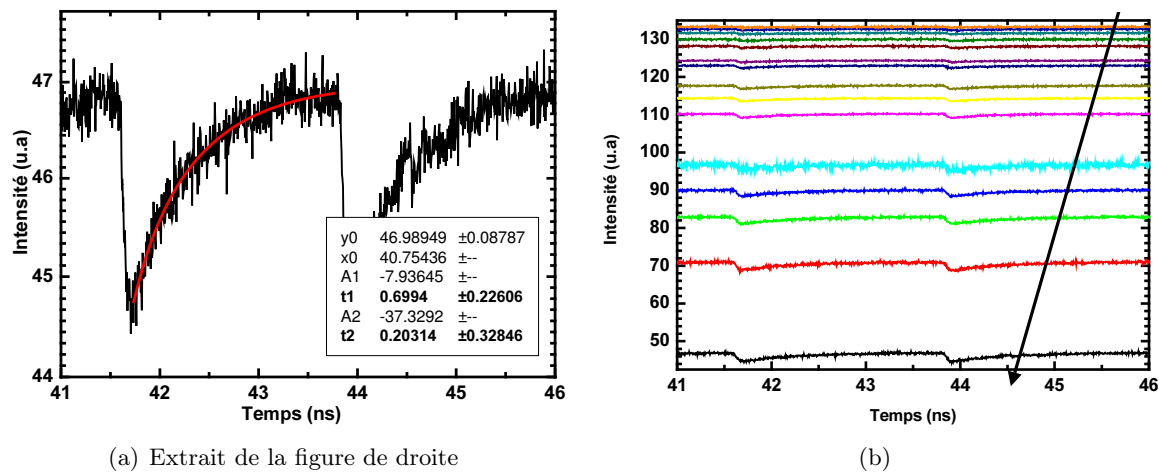 47
46
45
44
Intensité (u.a)
y0 46.98949 ±0.08787
x0 40.75436 ±--
A1 -7.93645 ±--
t1 0.6994 ±0.22606
A2 -37.3292 ±--
t2 0.20314 ±0.32846
41 42 43 44 45 46
Temps (ns)
(a) Extrait de la figure de droite
130
120
110
100
90
80
70
60
50
Intensité (u.a)
41 42 43 44 45 46
Temps (ns)
(b)